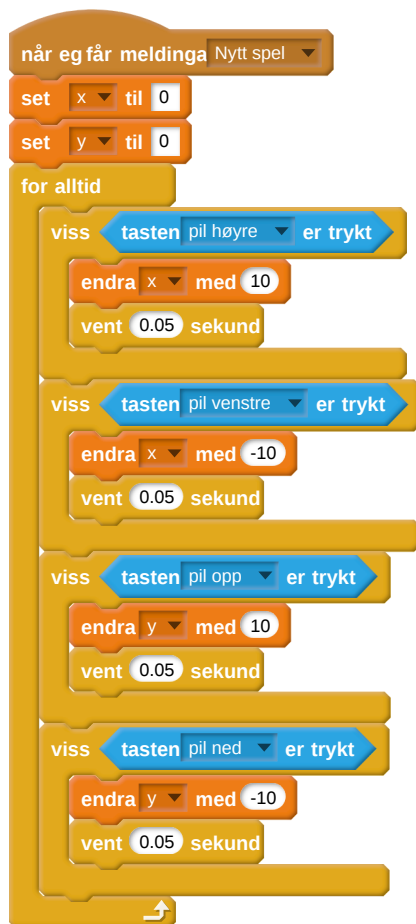 når eg får meldinga Nytt spel
set x til 0
set y til 0
for alltid
viss tasten pil høyre er trykt
endra x med 10
vent 0.05 sekund
viss tasten pil venstre er trykt
endra x med -10
vent 0.05 sekund
viss tasten pil opp er trykt
endra y med 10
vent 0.05 sekund
viss tasten pil ned er trykt
endra y med -10
vent 0.05 sekund